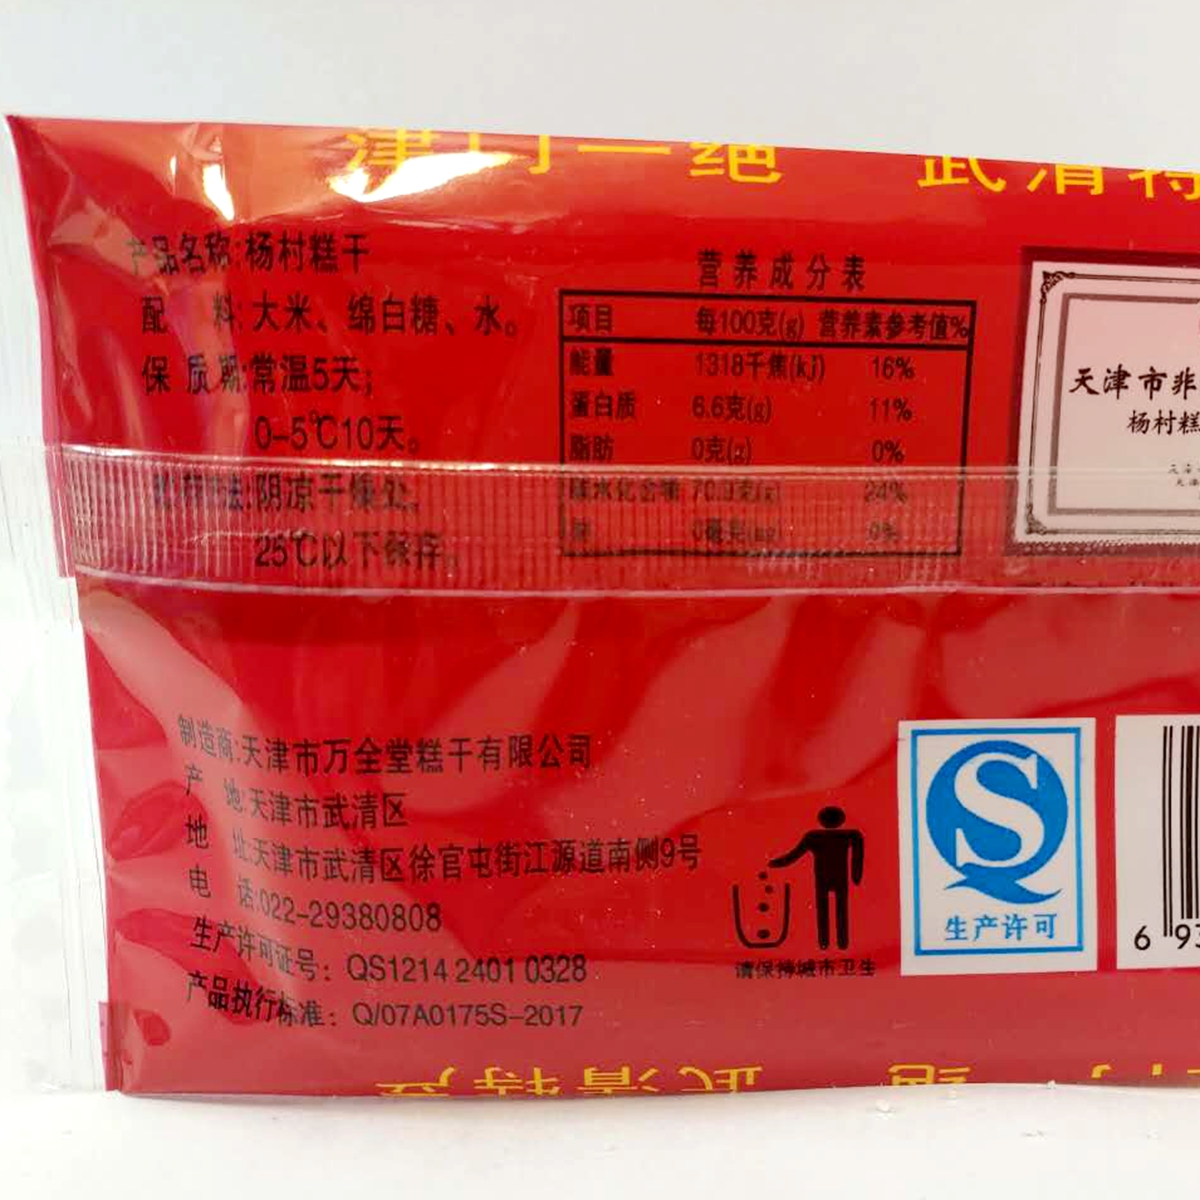 津门一绝 武清特
产品名称:杨村糕干
配 料:大米、绵白糖、水。
保 质 期:常温5天;
0-5℃10天。
贮存方法:阴凉干燥处,
25℃以下保存。
营养成分表
项目 每100克(g) 营养素参考值%
能量 1318千焦(kj) 16%
蛋白质 6.6克(g) 11%
脂肪 0克(g) 0%
碳水化合物 70.0克(g) 24%
钠 0毫克(mg) 0%
天津市非
杨村糕
制造商:天津市万全堂糕干有限公司
产 地:天津市武清区
地 址:天津市武清区徐官屯街江源道南侧9号
电 话:022-29380808
生产许可证号: QS1214 2401 0328
产品执行标准: Q/07A0175S-2017
请保持城市卫生
生产许可
6 93